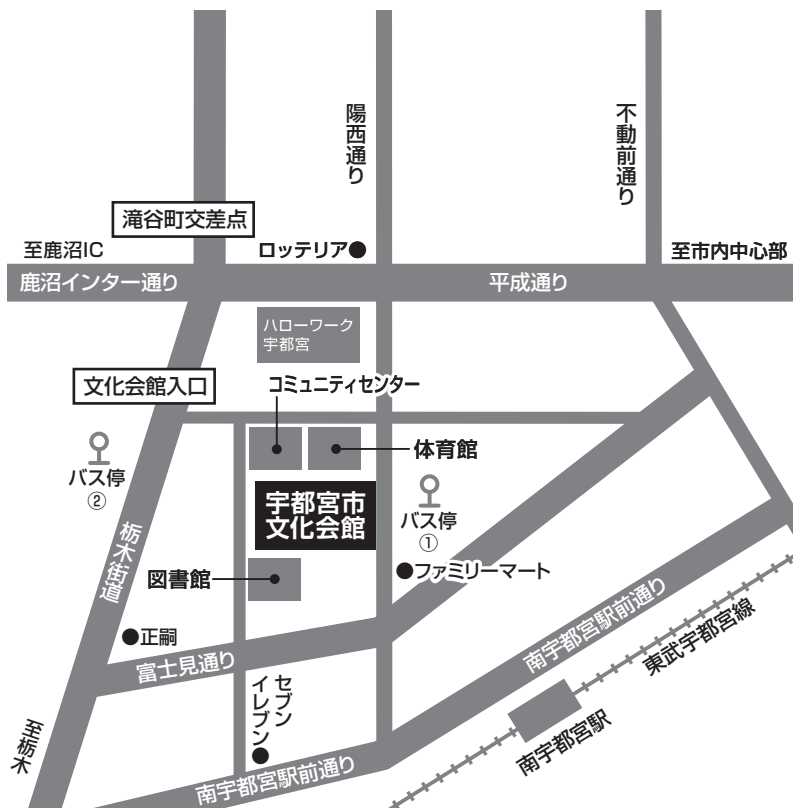 陽西通り
不動前通り
滝谷町交差点
至鹿沼IC
ロッテリア
至市内中心部
鹿沼インター通り
平成通り
ハローワーク
宇都宮
文化会館入口
コミュニティセンター
体育館
バス停
②
宇都宮市
文化会館
バス停
①
栃木街道
図書館
ファミリーマート
正嗣
富士見通り
南宇都宮駅前通り
東武宇都宮線
セブン
イレブン
至栃木
南宇都宮駅
南宇都宮駅前通り